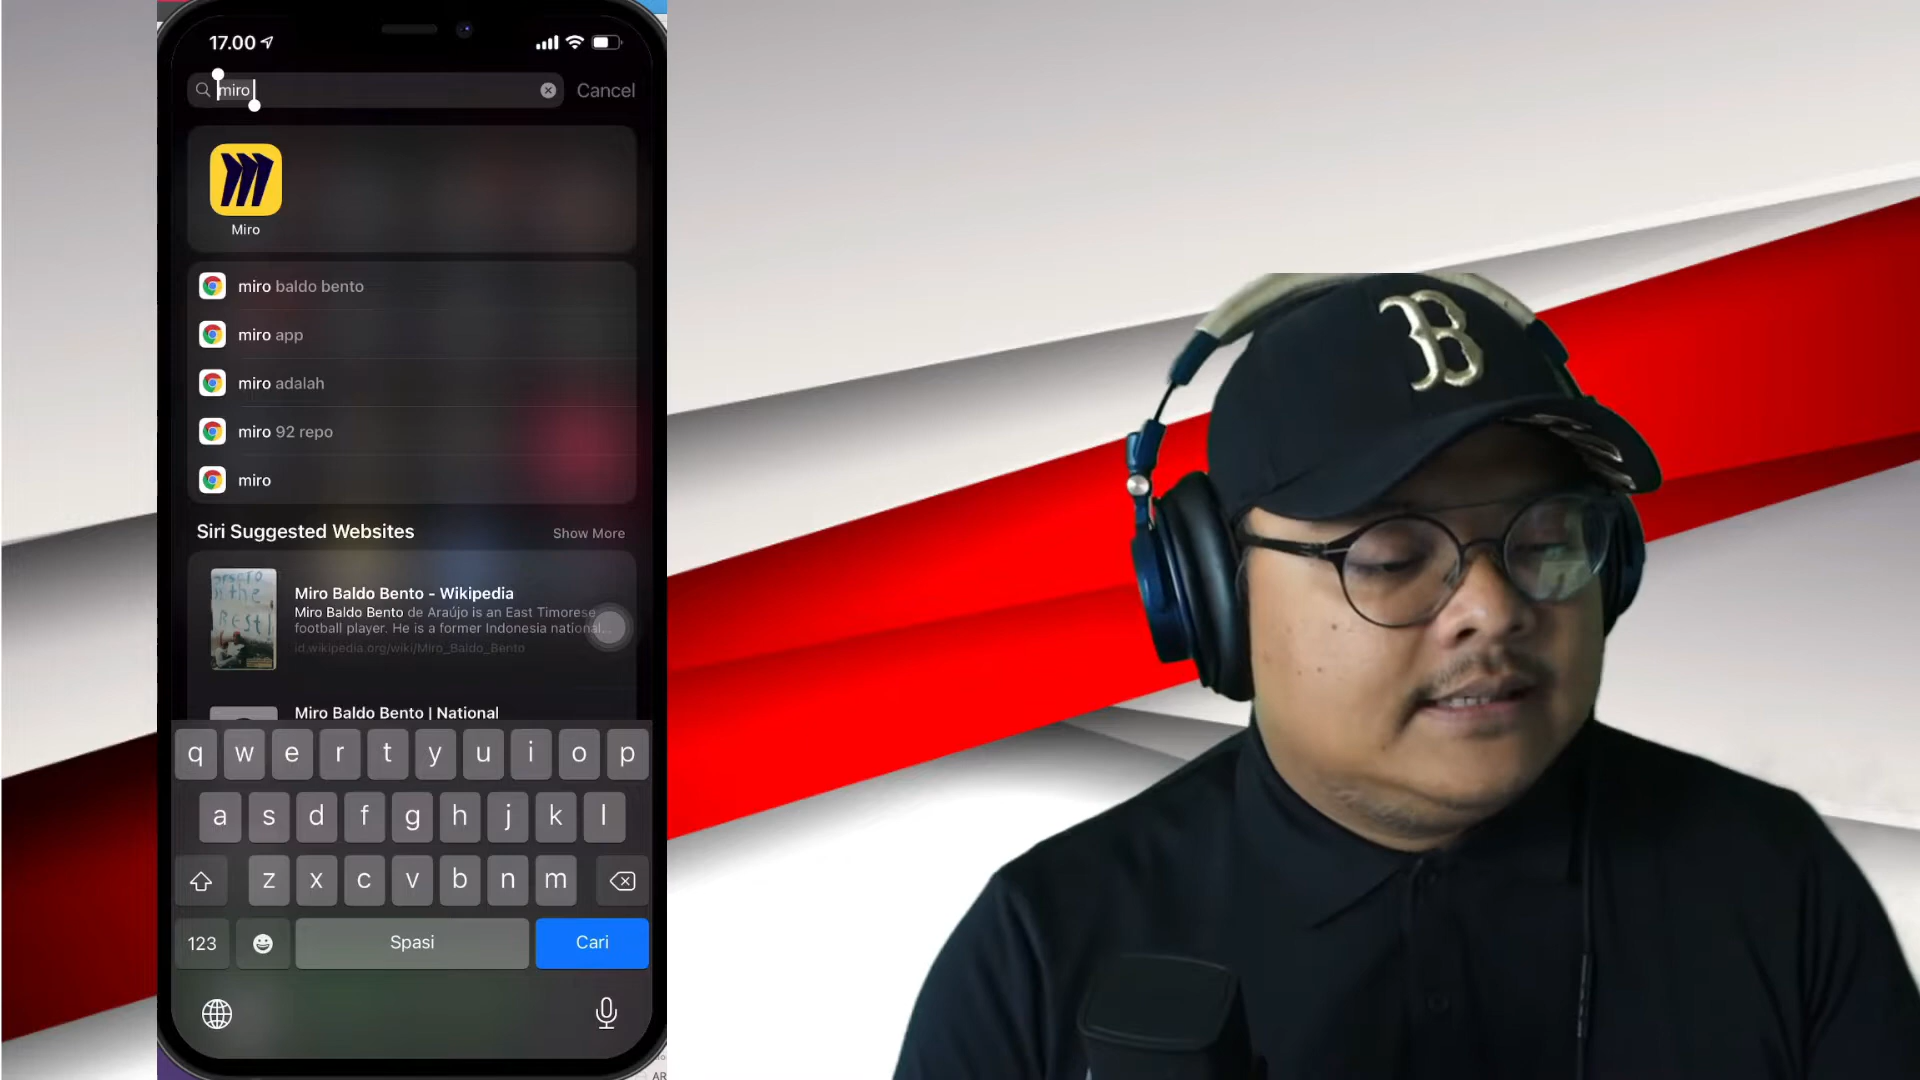 17.00
miro
Cancel
Miro
miro baldo bento
miro app
miro adalah
miro 92 repo
miro
Siri Suggested Websites
Show More
Miro Baldo Bento - Wikipedia
Miro Baldo Bento de Araújo is an East Timorese
football player. He is a former Indonesia national...
id.wikipedia.org/wiki/Miro_Baldo_Bento
Miro Baldo Bento | National
q w e r t y u i o p
a s d f g h j k l
z x c v b n m
123
Spasi
Cari
B
AR